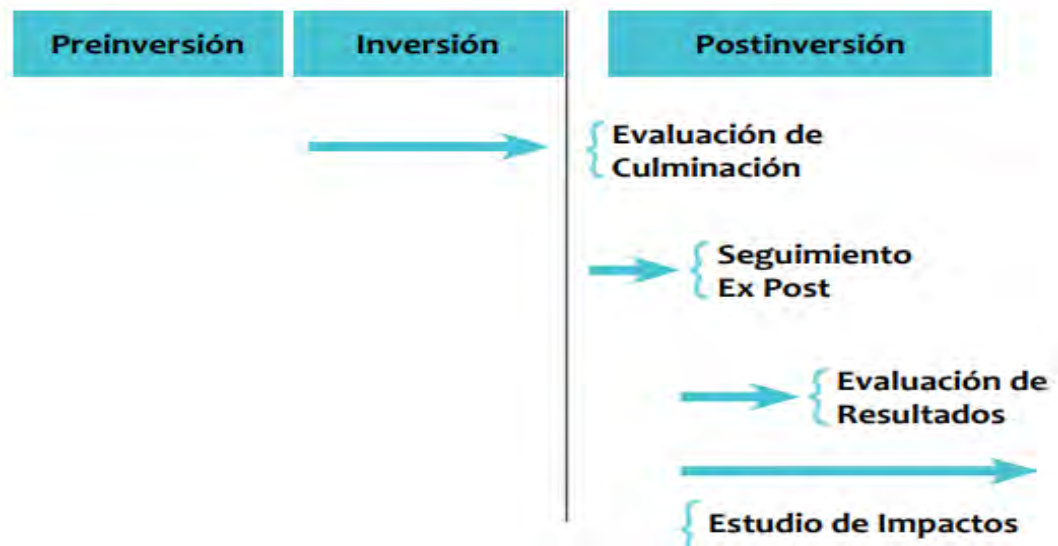 Preinversión
Inversión
Postinversión
Evaluación de
Culminación
Seguimiento
Ex Post
Evaluación de
Resultados
Estudio de Impactos